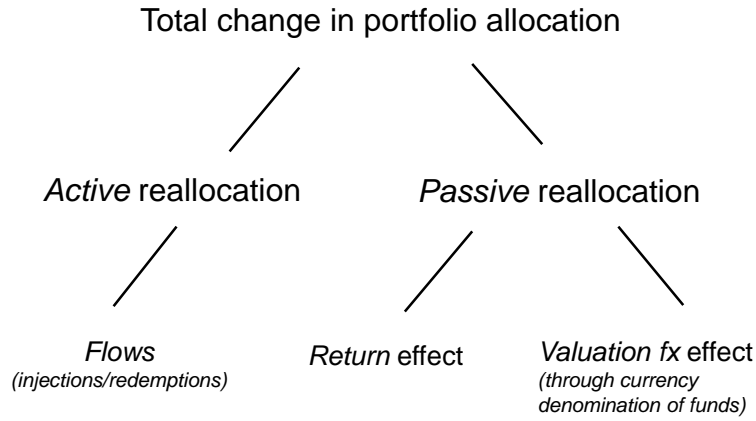 Total change in portfolio allocation
Active reallocation
Passive reallocation
Flows
(injections/redemptions)
Return effect
Valuation fx effect
(through currency
denomination of funds)